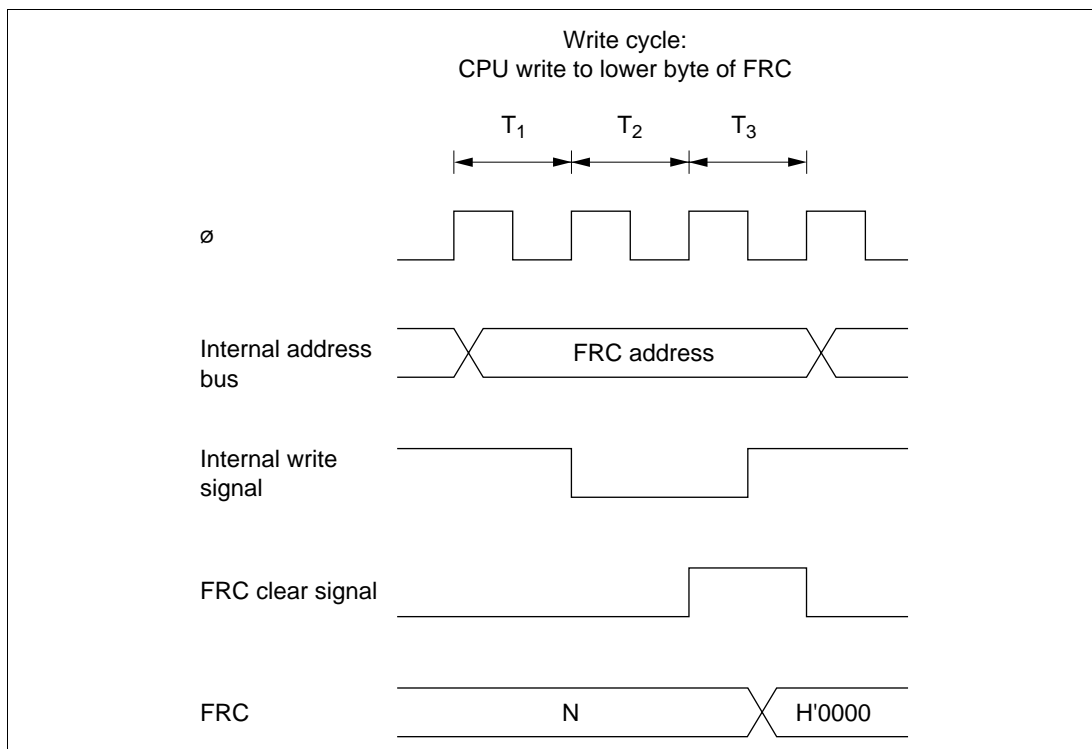 Write cycle:
CPU write to lower byte of FRC
T₁ T₂ T₃
ø
Internal address
bus
FRC address
Internal write
signal
FRC clear signal
FRC
N
H'0000